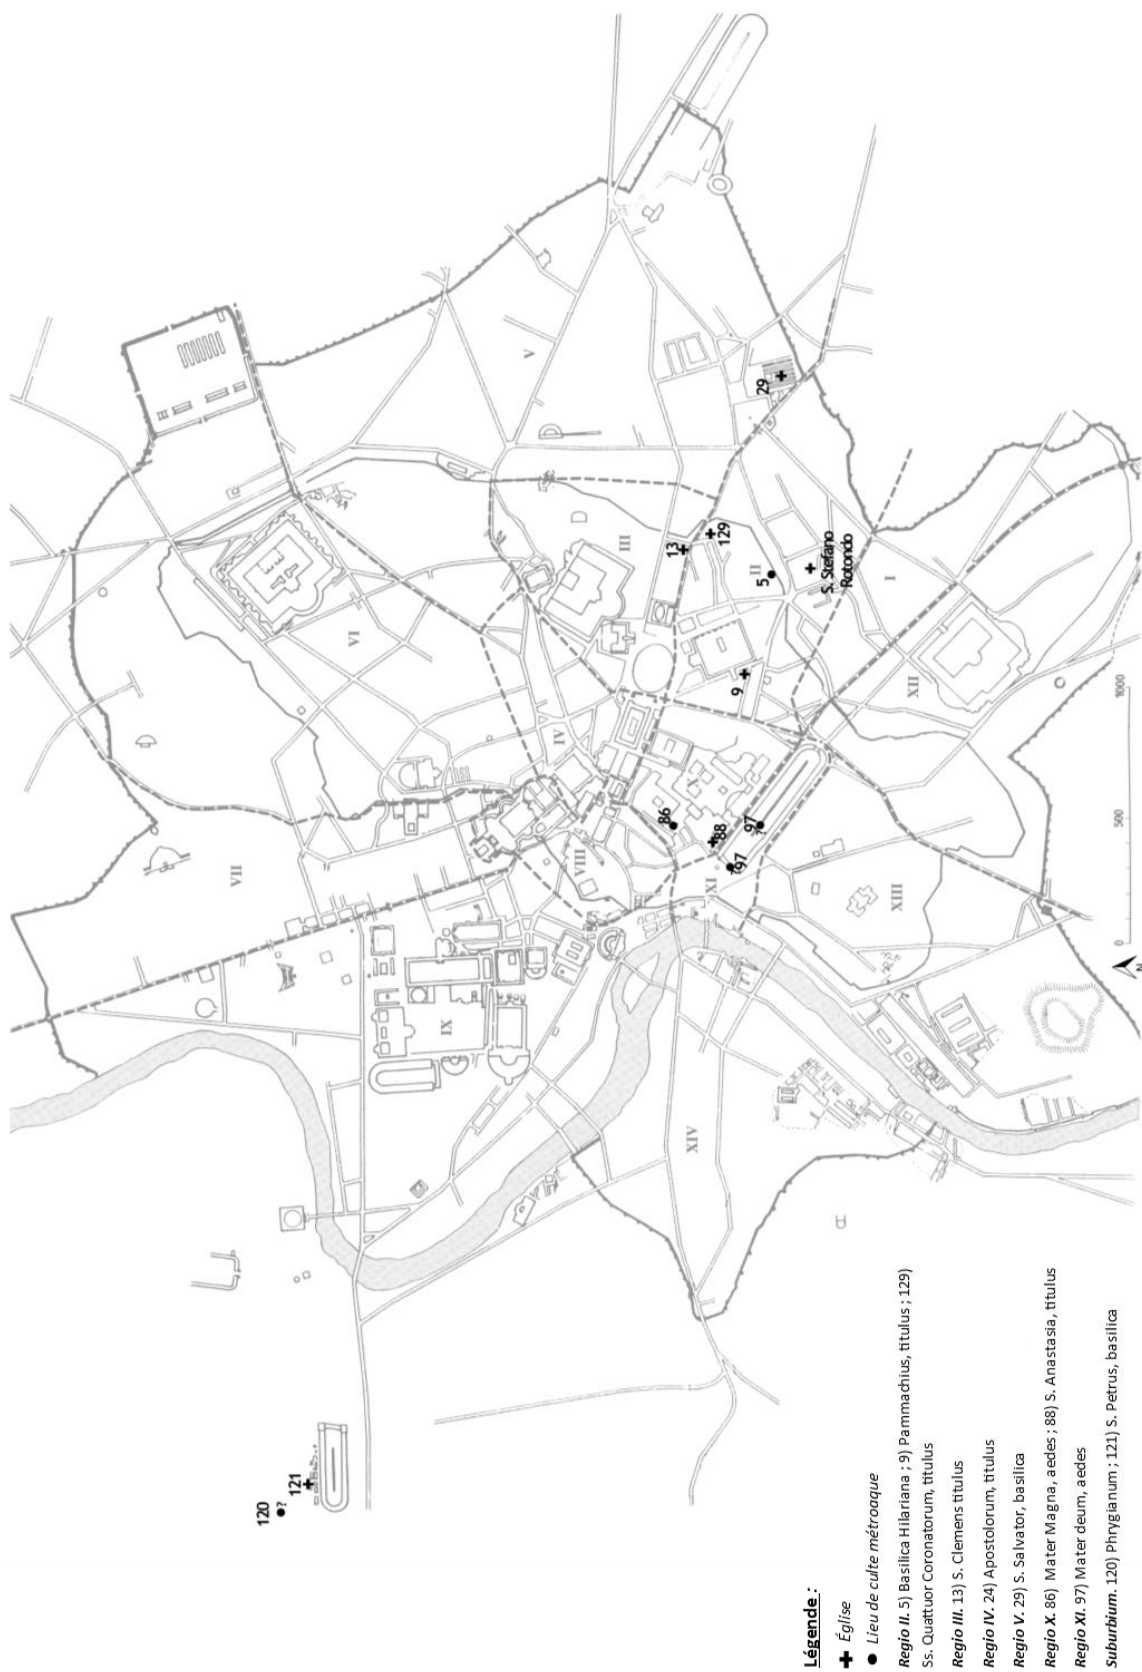 120
?
121
VII
VI
V
IX
VIII
IV
III
13
129
29
5
II
S. Stefano
Rotondo
I
9
X
86
88
97
?
97
?
XI
XII
XIII
XIV
0
500
1000
N
Légende :
Église
Lieu de culte métroaque
Regio II. 5) Basilica Hilariana ; 9) Pammachius, titulus ; 129)
Ss. Quattuor Coronatorum, titulus
Regio III. 13) S. Clemens titulus
Regio IV. 24) Apostolorum, titulus
Regio V. 29) S. Salvator, basilica
Regio X. 86) Mater Magna, aedes ; 88) S. Anastasia, titulus
Regio XI. 97) Mater deum, aedes
Suburbium. 120) Phrygianum ; 121) S. Petrus, basilica